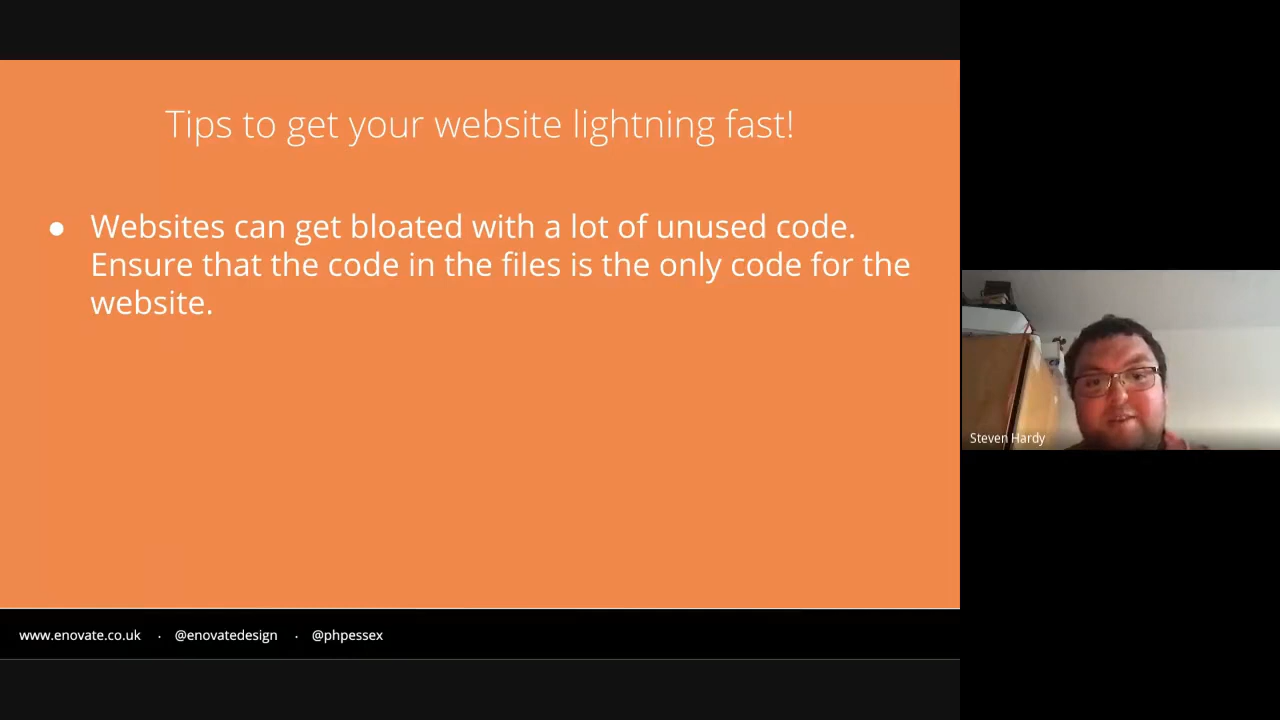 Tips to get your website lightning fast!
● Websites can get bloated with a lot of unused code.
Ensure that the code in the files is the only code for the
website.
Steven Hardy
www.enovate.co.uk · @enovatedesign · @phpessex